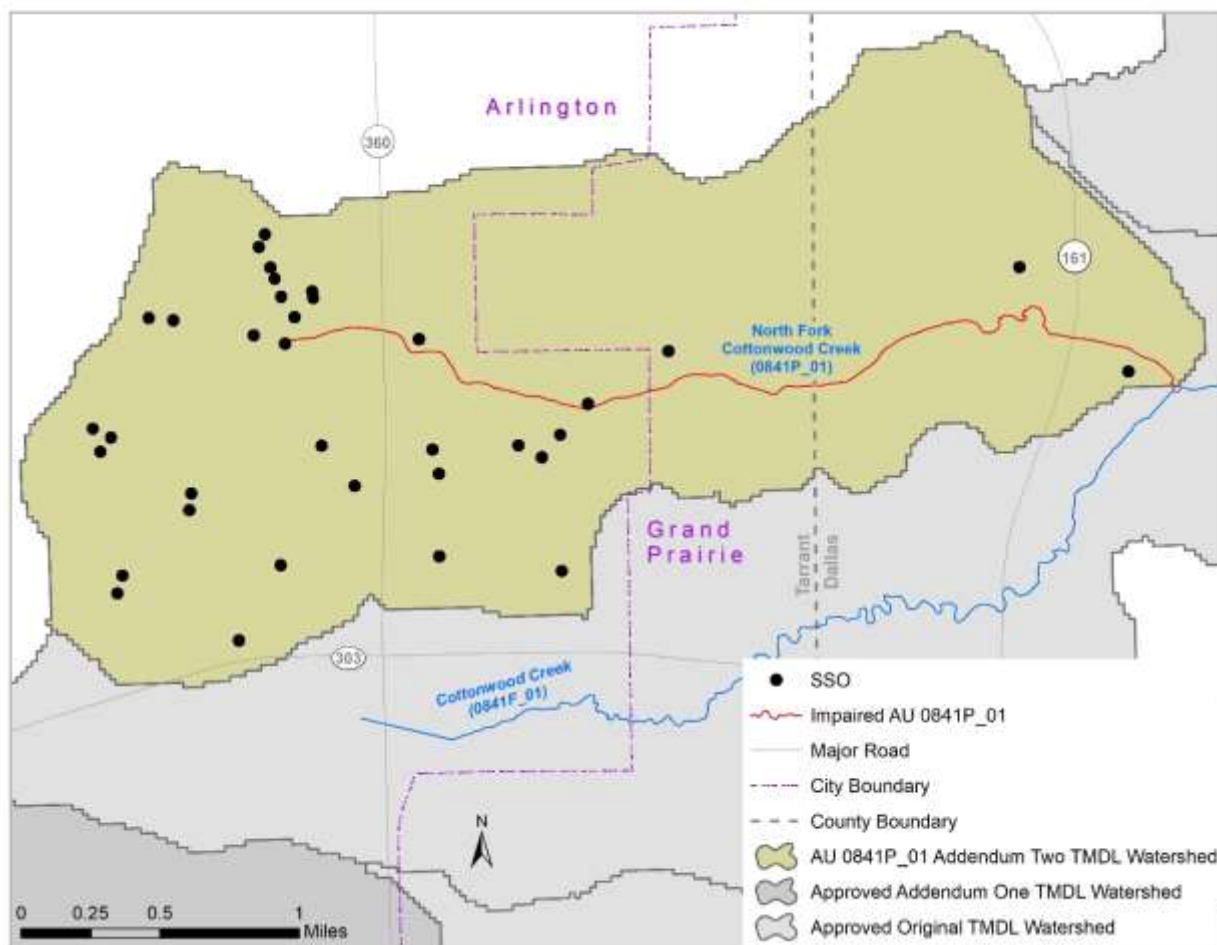 Arlington
360
161
North Fork
Cottonwood Creek
(0841P_01)
Grand
Prairie
Tarrant
Dallas
303
Cottonwood Creek
(0841F_01)
N
0 0.25 0.5 1
Miles
SSO
Impaired AU 0841P_01
Major Road
City Boundary
County Boundary
AU 0841P_01 Addendum Two TMDL Watershed
Approved Addendum One TMDL Watershed
Approved Original TMDL Watershed